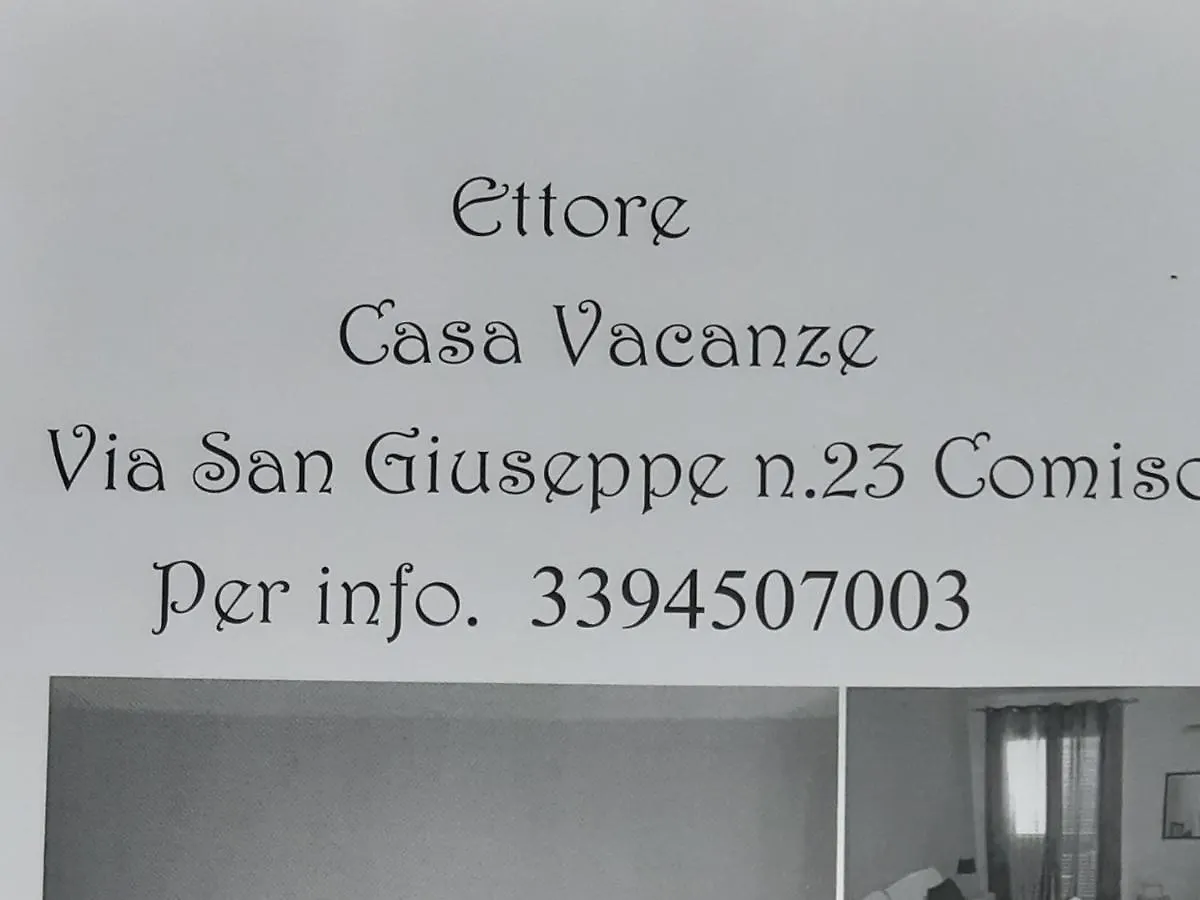 Ettore
Casa Vacanze
Via San Giuseppe n.23 Comiso
Per info. 3394507003